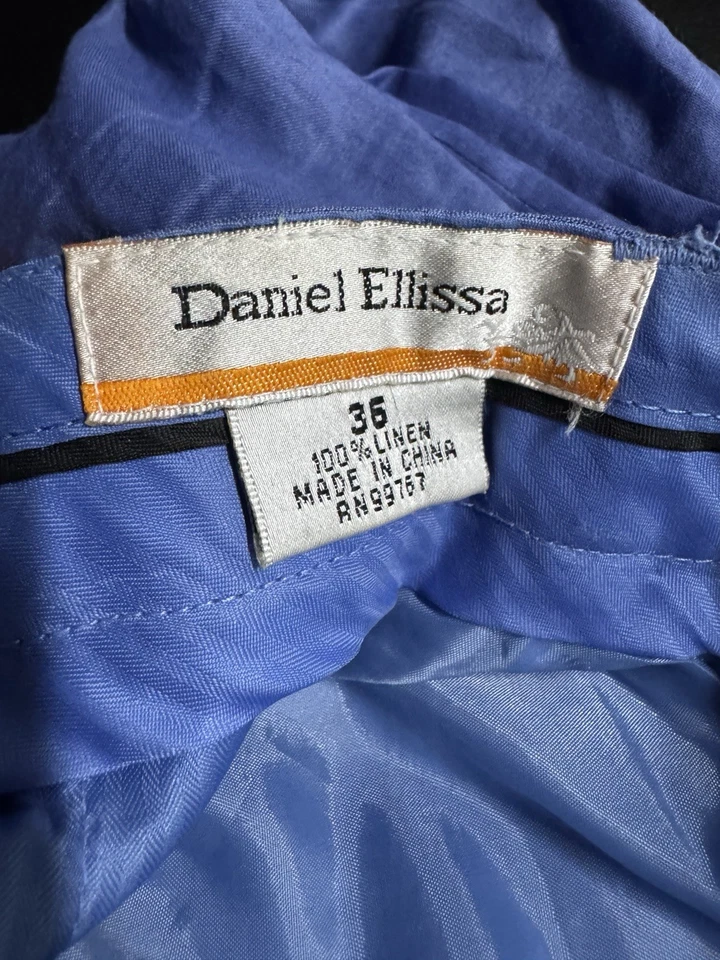 Daniel Ellissa
36
100% LINEN
MADE IN CHINA
RN99767